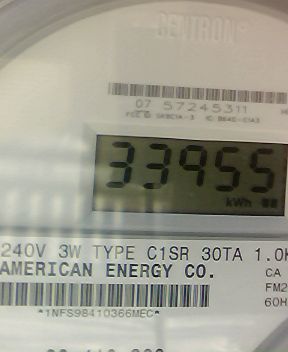 CENTRON
07 57245311
33955
kWh
240V 3W TYPE C1SR 30TA 1.0
AMERICAN ENERGY CO.
CA
FM2
60H
*1NFS98410366MEC*